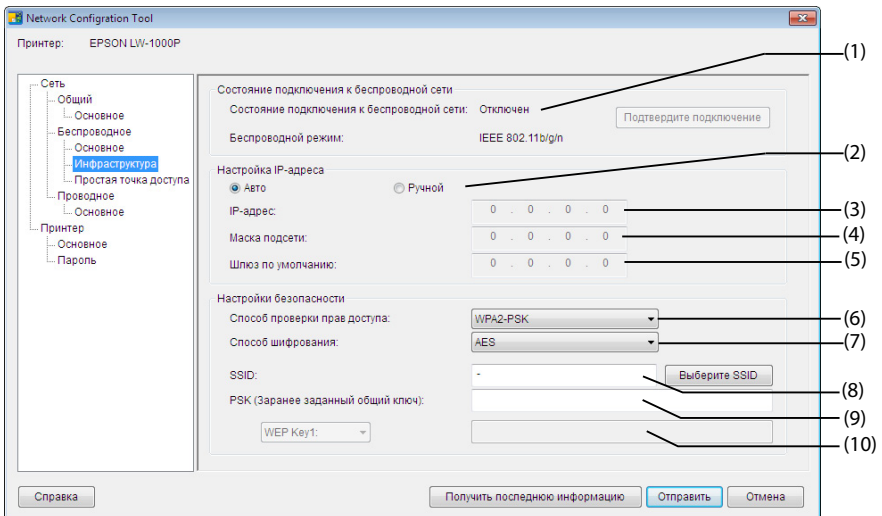 Network Configration Tool
Принтер: EPSON LW-1000P
Сеть
Общий
Основное
Беспроводное
Основное
Инфраструктура
Простая точка доступа
Проводное
Основное
Принтер
Основное
Пароль
Состояние подключения к беспроводной сети
Состояние подключения к беспроводной сети: Отключен
Подтвердите подключение
Беспроводной режим: IEEE 802.11b/g/n
(1)
Настройка IP-адреса
Авто Ручной
(2)
IP-адрес: 0 . 0 . 0 . 0 (3)
Маска подсети: 0 . 0 . 0 . 0 (4)
Шлюз по умолчанию: 0 . 0 . 0 . 0 (5)
Настройки безопасности
Способ проверки прав доступа: WPA2-PSK (6)
Способ шифрования: AES (7)
SSID: - Выберите SSID (8)
PSK (Заранее заданный общий ключ): (9)
WEP Key1: (10)
Справка Получить последнюю информацию Отправить Отмена